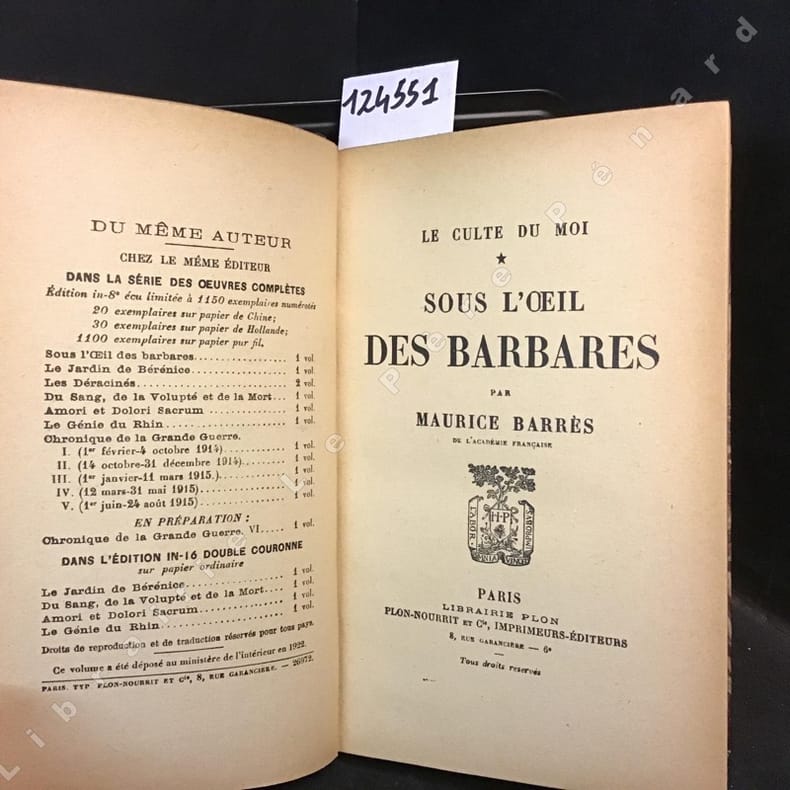 124551
DU MÊME AUTEUR
CHEZ LE MÊME ÉDITEUR
DANS LA SÉRIE DES ŒUVRES COMPLÈTES
Édition in-8° écu limitée à 1150 exemplaires numérotés
20 exemplaires sur papier de Chine;
30 exemplaires sur papier de Hollande;
1100 exemplaires sur papier pur fil.
Sous l'Œil des barbares.................... 1 vol.
Le Jardin de Bérénice.................... 1 vol.
Les Déracinés.................... 2 vol.
Du Sang, de la Volupté et de la Mort... 1 vol.
Amori et Dolori Sacrum.................... 1 vol.
Le Génie du Rhin.................... 1 vol.
Chronique de la Grande Guerre.
I. (1er février-4 octobre 1914)............ 1 vol.
II. (14 octobre-31 décembre 1914)........ 1 vol.
III. (1er janvier-11 mars 1915.)............ 1 vol.
IV. (12 mars-31 mai 1915)............ 1 vol.
V. (1er juin-24 août 1915)............ 1 vol.
EN PRÉPARATION :
Chronique de la Grande Guerre. VI..... 1 vol.
DANS L'ÉDITION IN-16 DOUBLE COURONNE
sur papier ordinaire
Le Jardin de Bérénice.................... 1 vol.
Du Sang, de la Volupté et de la Mort.... 1 vol.
Amori et Dolori Sacrum.................... 1 vol.
Le Génie du Rhin.................... 1 vol.
Droits de reproduction et de traduction réservés pour tous pays.
Ce volume a été déposé au ministère de l'intérieur en 1922.
PARIS. TYP PLON-NOURRIT ET Cie, 8, RUE GARANCIÈRE. — 26972.
LE CULTE DU MOI
★
SOUS L'ŒIL
DES BARBARES
PAR
MAURICE BARRÈS
DE L'ACADÉMIE FRANÇAISE
LABOR
H·P
IMPROBVS
OMNIA VINCIT
PARIS
LIBRAIRIE PLON
PLON-NOURRIT ET Cie, IMPRIMEURS-ÉDITEURS
8, RUE GARANCIÈRE — 6e
Tous droits réservés
Librairie Le Père Pénard